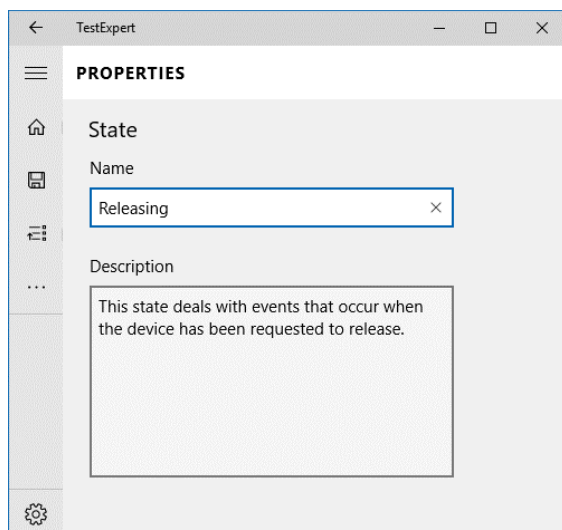 TestExpert
PROPERTIES
State
Name
Releasing
Description
This state deals with events that occur when
the device has been requested to release.